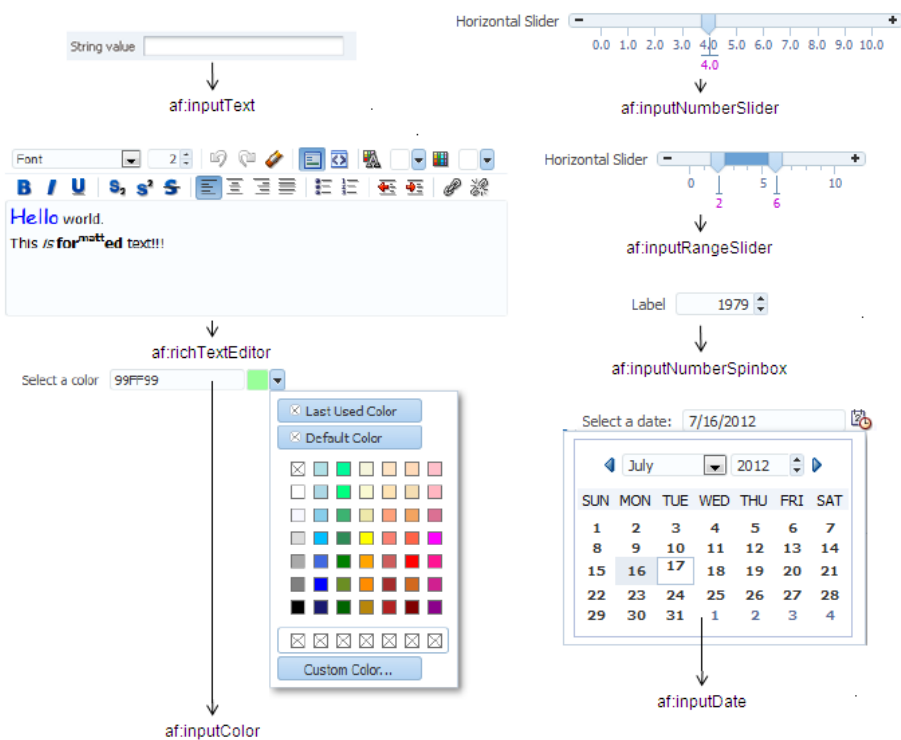 String value
af:inputText
Font 2
B I U S₂ S² S
Hello world.
This is formatted text!!!
af:richTextEditor
Select a color 99FF99
Last Used Color
Default Color
Custom Color...
af:inputColor
Horizontal Slider
0.0 1.0 2.0 3.0 4.0 5.0 6.0 7.0 8.0 9.0 10.0
4.0
af:inputNumberSlider
Horizontal Slider
0 5 10
2 6
af:inputRangeSlider
Label 1979
af:inputNumberSpinbox
Select a date: 7/16/2012
July 2012
SUN MON TUE WED THU FRI SAT
1 2 3 4 5 6 7
8 9 10 11 12 13 14
15 16 17 18 19 20 21
22 23 24 25 26 27 28
29 30 31 1 2 3 4
af:inputDate